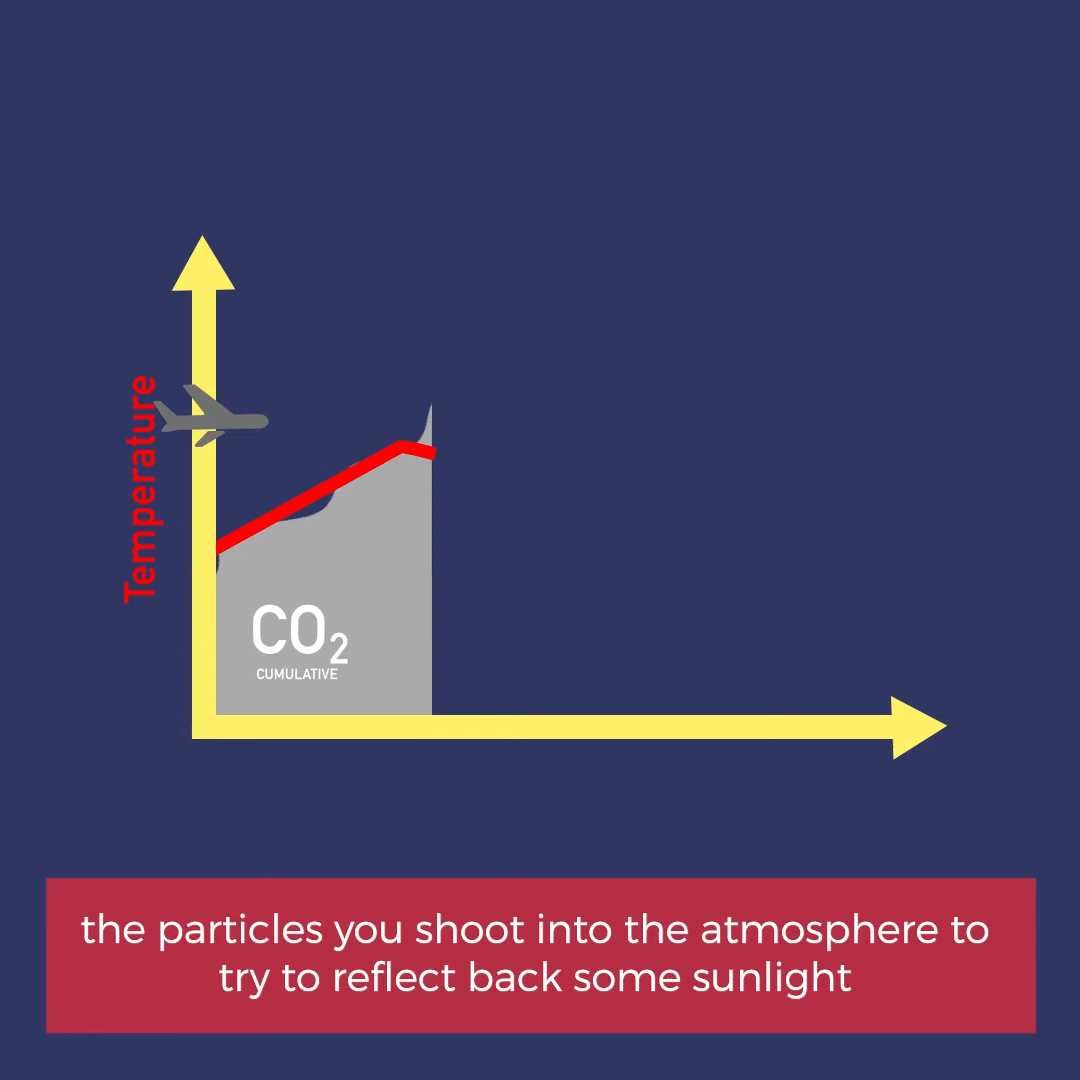 Temperature
CO₂
CUMULATIVE
the particles you shoot into the atmosphere to
try to reflect back some sunlight